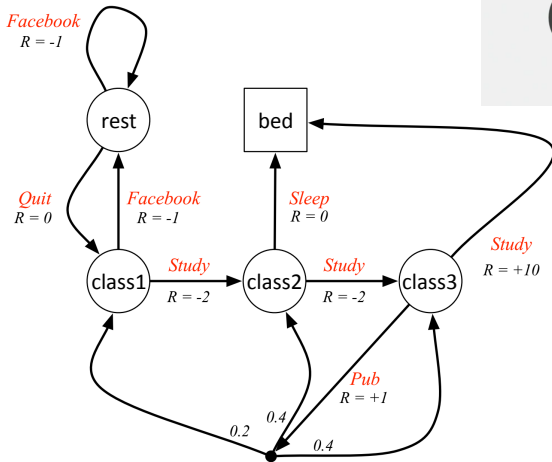 Facebook
R = -1
rest
bed
Quit
R = 0
Facebook
R = -1
Sleep
R = 0
Study
R = +10
class1
Study
R = -2
class2
Study
R = -2
class3
Pub
R = +1
0.2
0.4
0.4